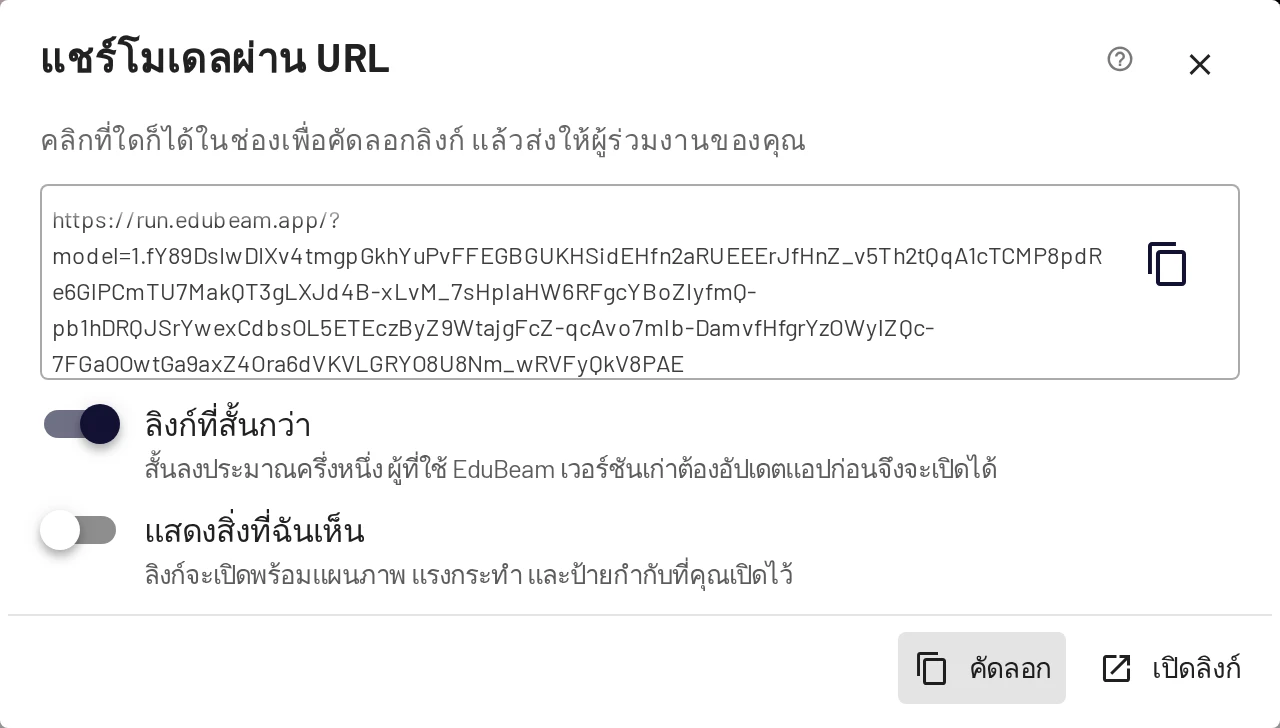 แชร์โมเดลผ่าน URL
คลิกที่ใดก็ได้ในช่องเพื่อคัดลอกลิงก์ แล้วส่งให้ผู้ร่วมงานของคุณ
https://run.edubeam.app/?
model=1.fY89DsIwDIXv4tmgpGkhYuPvFFEGBGUKHSidEHfn2aRUEEErJfHnZ_v5Th2tQqA1cTCMP8pdR
e6GIPCmTU7MakQT3gLXJd4B-xLvM_7sHpIaHW6RFgcYBoZIyfmQ-
pb1hDRQJSrYwexCdbsOL5ETEczByZ9WtajgFcZ-qcAvo7mIb-DamvfHfgrYzOWyIZQc-
7FGaO0wtGa9axZ4Ora6dVKVLGRYO8U8Nm_wRVFyQkV8PAE
ลิงก์ที่สั้นกว่า
สั้นลงประมาณครึ่งหนึ่ง ผู้ที่ใช้ EduBeam เวอร์ชันเก่าต้องอัปเดตแอปก่อนจึงจะเปิดได้
แสดงสิ่งที่ฉันเห็น
ลิงก์จะเปิดพร้อมแผนภาพ แรงกระทำ และป้ายกำกับที่คุณเปิดไว้
คัดลอก
เปิดลิงก์